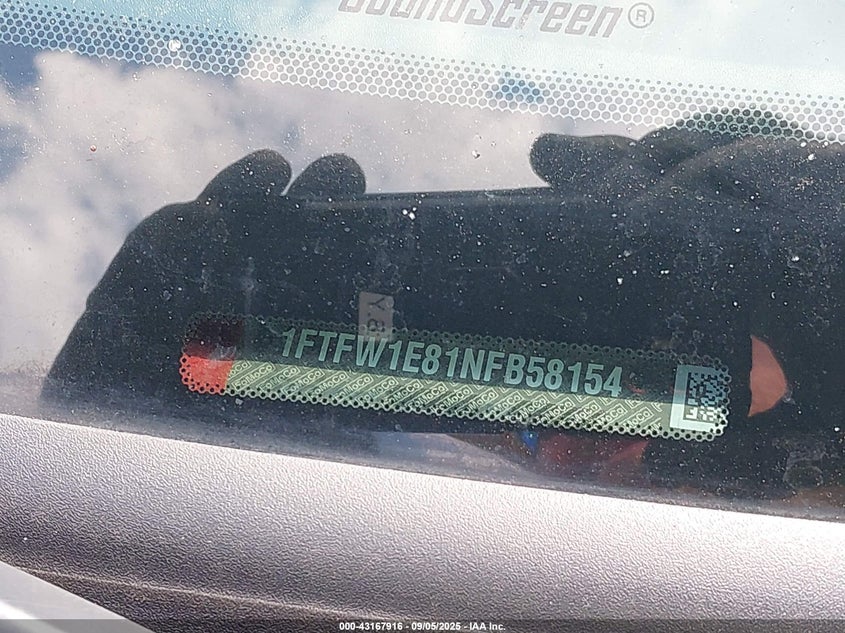 SoundScreen®
1FTFW1E81NFB58154
000-43167916 - 09/05/2025 - IAA Inc.